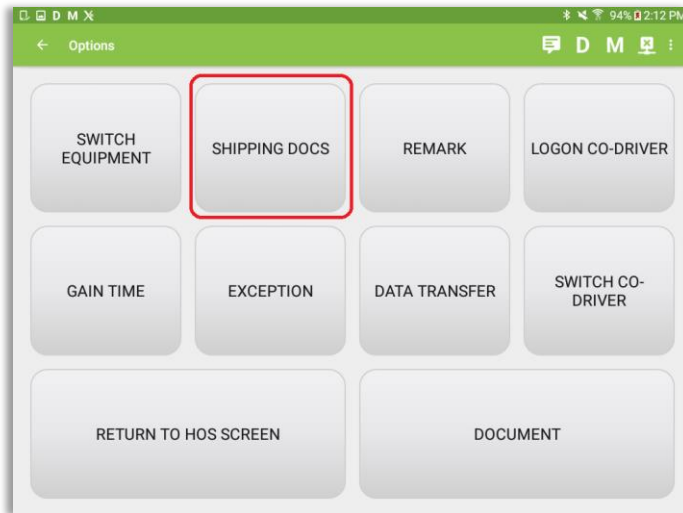 D M 94% 2:12 PM
Options D M
SWITCH
EQUIPMENT
SHIPPING DOCS
REMARK
LOGON CO-DRIVER
GAIN TIME
EXCEPTION
DATA TRANSFER
SWITCH CO-
DRIVER
RETURN TO HOS SCREEN
DOCUMENT